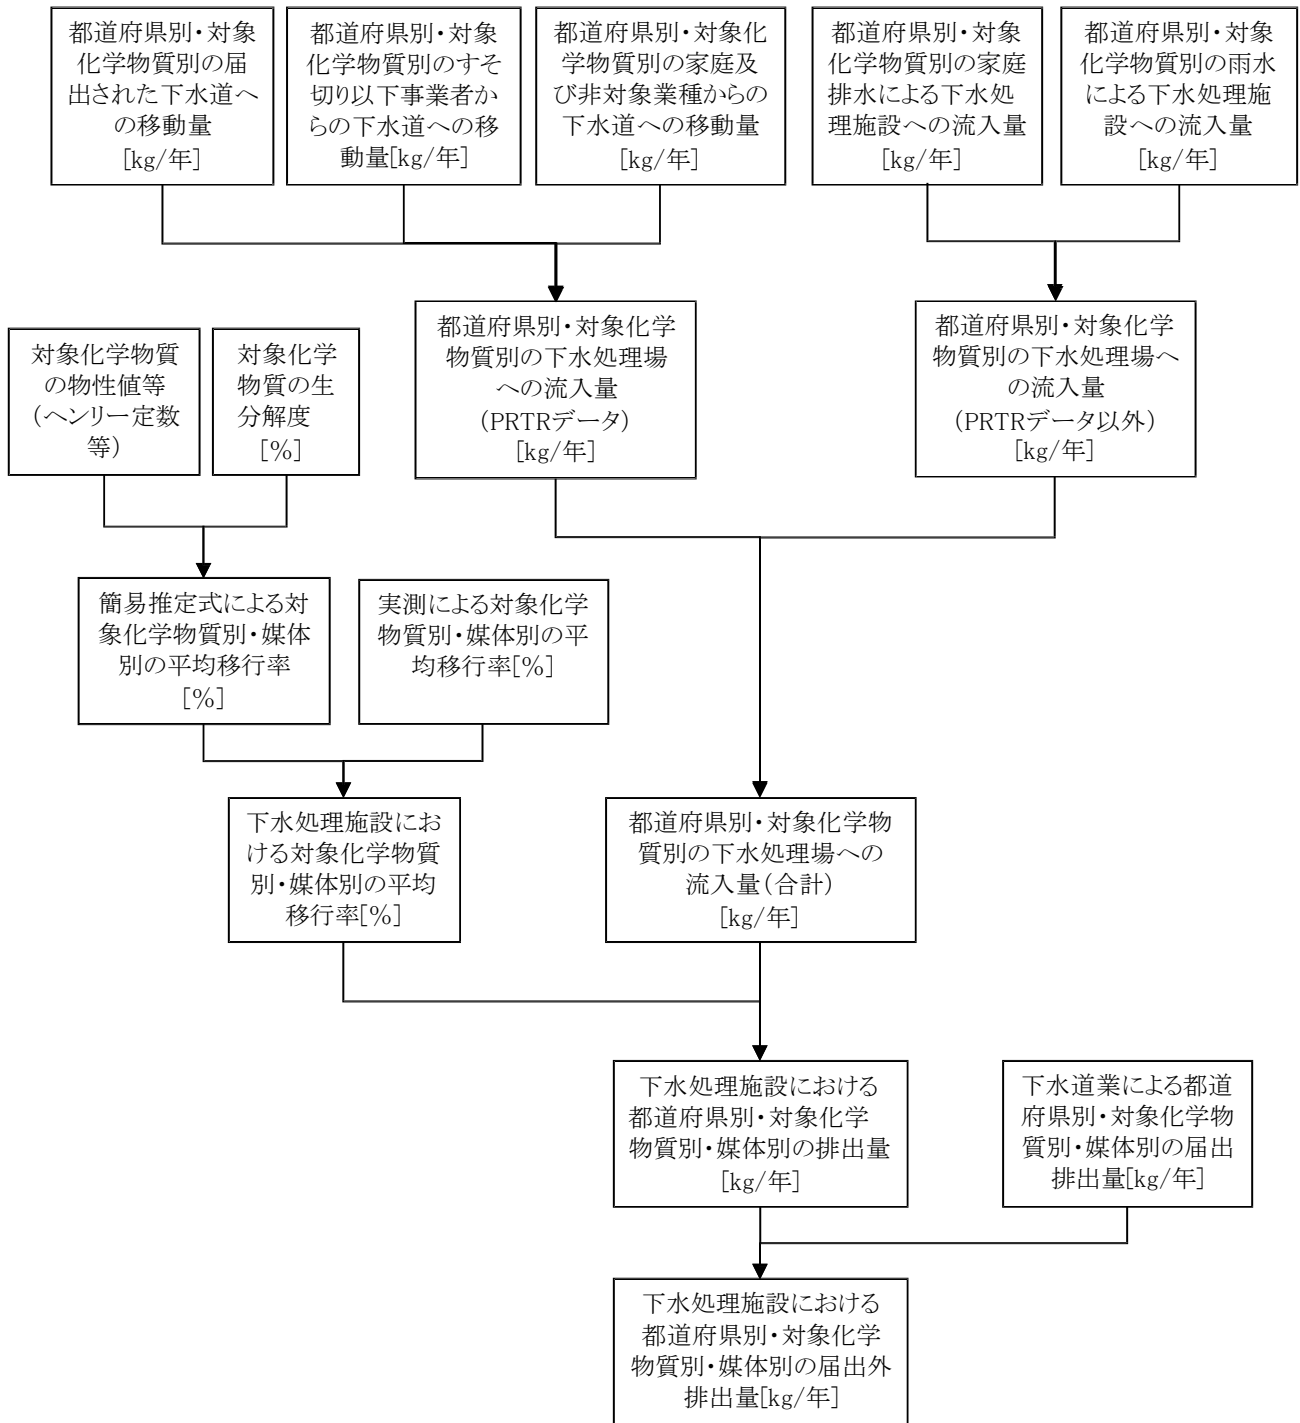 都道府県別・対象
化学物質別の届
出された下水道へ
の移動量
[kg/年]
都道府県別・対象
化学物質別のすそ
切り以下事業者か
らの下水道への移
動量[kg/年]
都道府県別・対象化
学物質別の家庭及
び非対象業種からの
下水道への移動量
[kg/年]
都道府県別・対象
化学物質別の家庭
排水による下水処
理施設への流入量
[kg/年]
都道府県別・対象
化学物質別の雨水
による下水処理施
設への流入量
[kg/年]
都道府県別・対象化学
物質別の下水処理場
への流入量
(PRTRデータ)
[kg/年]
都道府県別・対象化学
物質別の下水処理場へ
の流入量
(PRTRデータ以外)
[kg/年]
対象化学物質
の物性値等
(ヘンリー定数
等)
対象化学
物質の生
分解度
[%]
簡易推定式による対
象化学物質別・媒体
別の平均移行率
[%]
実測による対象化学
物質別・媒体別の平
均移行率[%]
下水処理施設にお
ける対象化学物質
別・媒体別の平均
移行率[%]
都道府県別・対象化学物
質別の下水処理場への
流入量(合計)
[kg/年]
下水処理施設における
都道府県別・対象化学
物質別・媒体別の排出量
[kg/年]
下水道業による都道
府県別・対象化学物
質別・媒体別の届出
排出量[kg/年]
下水処理施設における
都道府県別・対象化学
物質別・媒体別の届出外
排出量[kg/年]